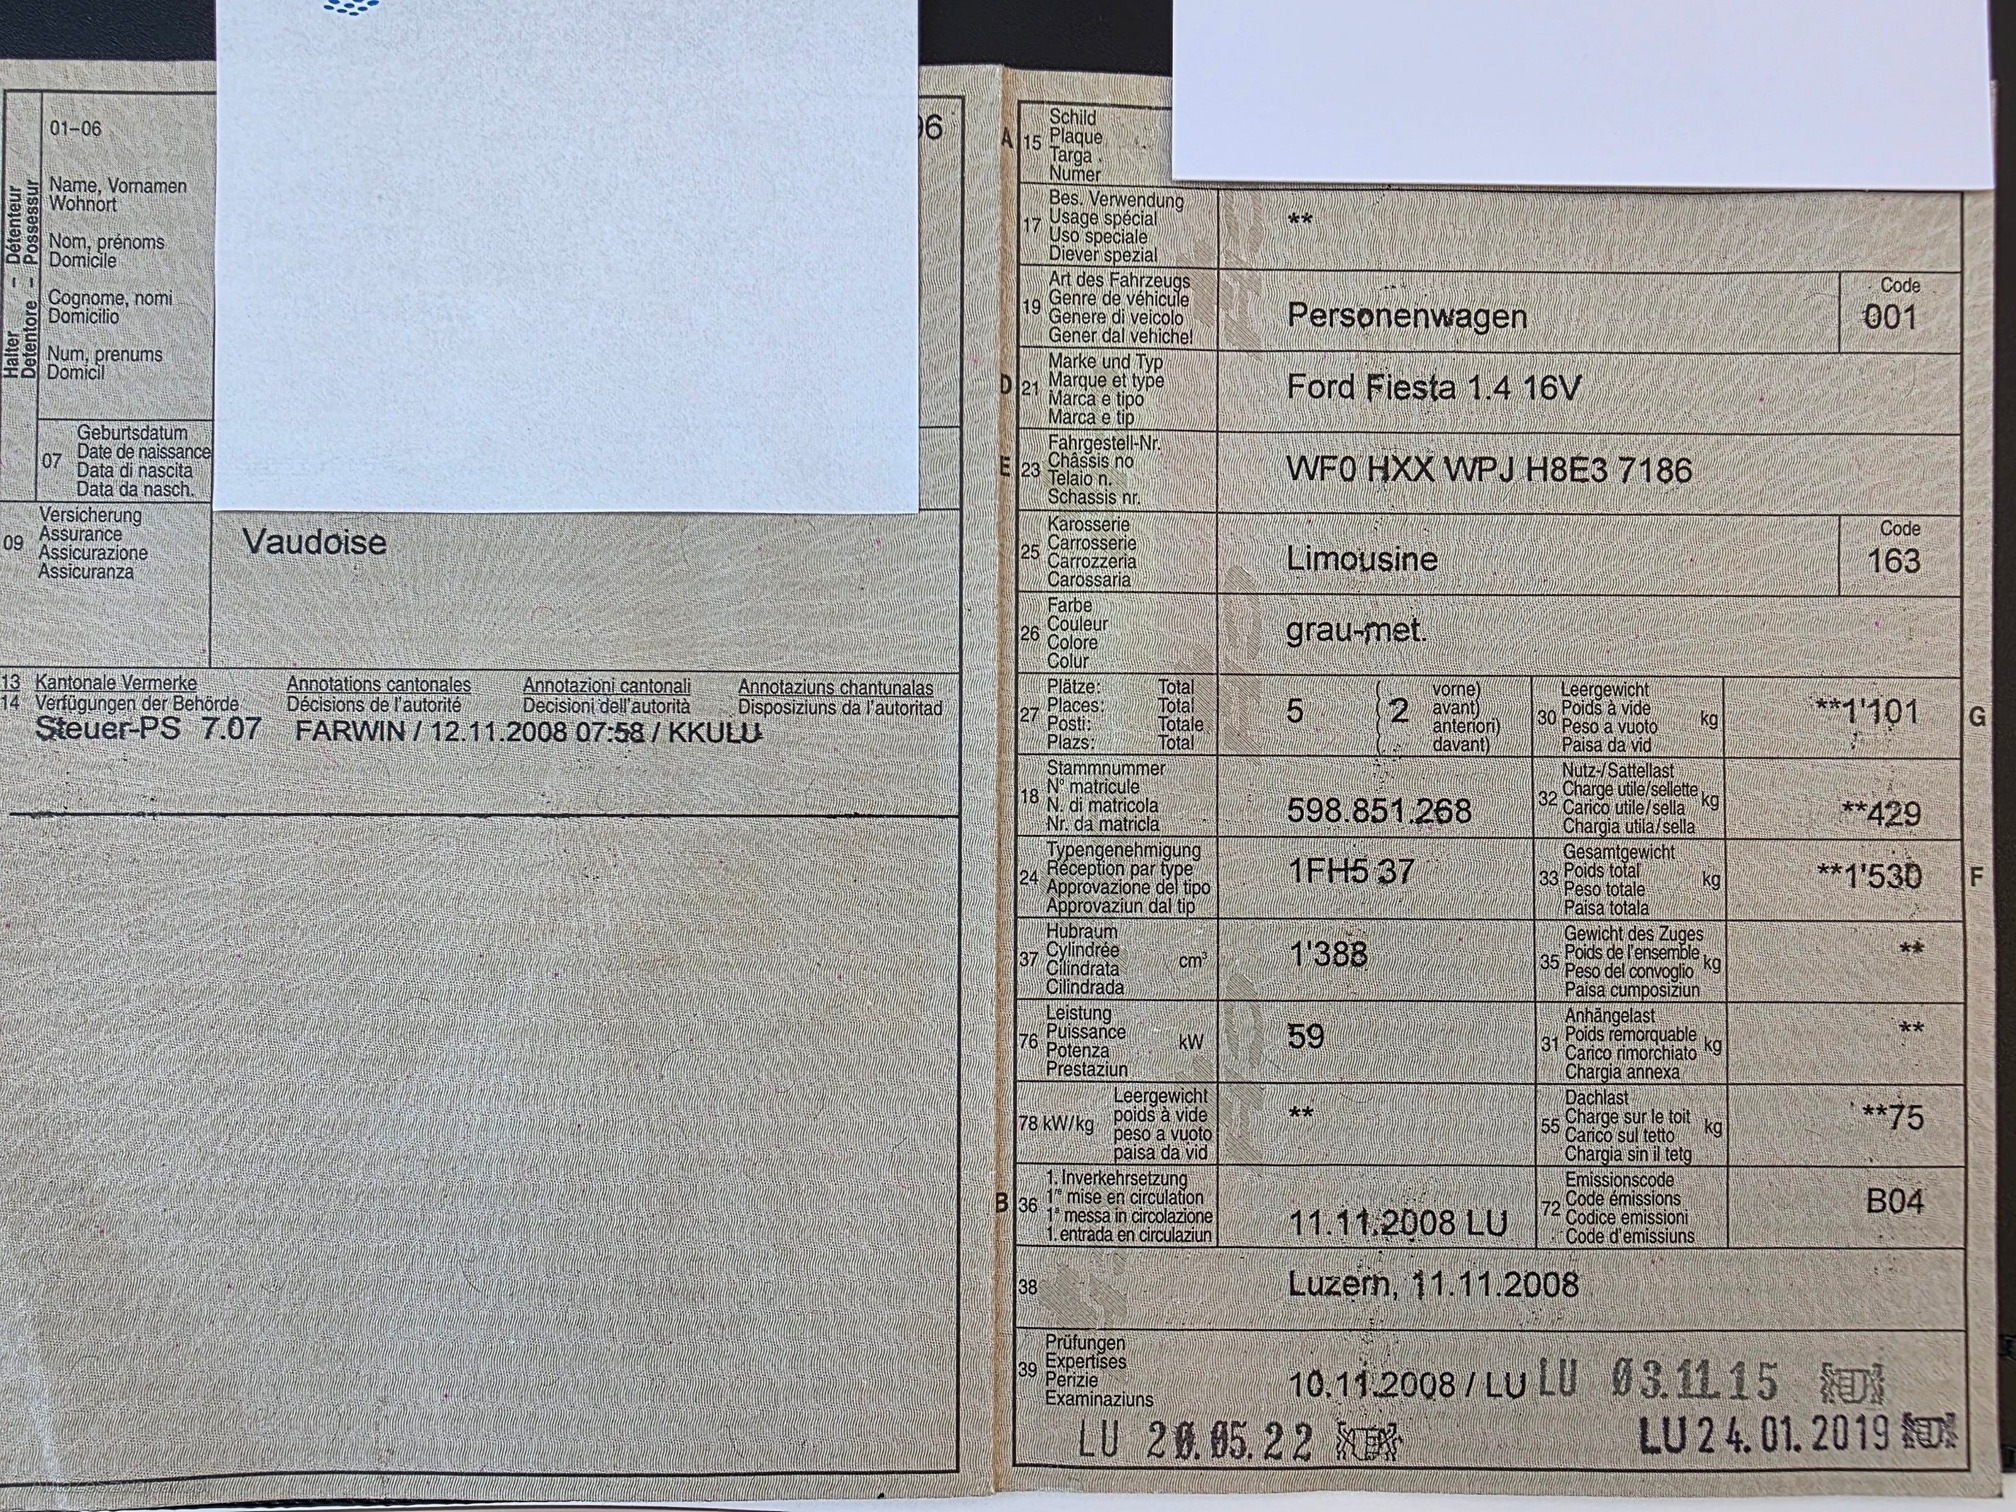 01–06
6
Halter – Détenteur
Detentore – Possessur
Name, Vornamen
Wohnort
Nom, prénoms
Domicile
Cognome, nomi
Domicilio
Num, prenums
Domicil
07
Geburtsdatum
Date de naissance
Data di nascita
Data da nasch.
09
Versicherung
Assurance
Assicurazione
Assicuranza
Vaudoise
13 Kantonale Vermerke Annotations cantonales Annotazioni cantonali Annotaziuns chantunalas
14 Verfügungen der Behörde Décisions de l'autorité Decisioni dell'autorità Disposiziuns da l'autoritad
Steuer-PS 7.07 FARWIN / 12.11.2008 07:58 / KKULU
A 15
Schild
Plaque
Targa
Numer
17
Bes. Verwendung
Usage spécial
Uso speciale
Diever spezial
**
19
Art des Fahrzeugs
Genre de véhicule
Genere di veicolo
Gener dal vehichel
Personenwagen
Code
001
D 21
Marke und Typ
Marque et type
Marca e tipo
Marca e tip
Ford Fiesta 1.4 16V
E 23
Fahrgestell-Nr.
Châssis no
Telaio n.
Schassis nr.
WF0 HXX WPJ H8E3 7186
25
Karosserie
Carrosserie
Carrozzeria
Carossaria
Limousine
Code
163
26
Farbe
Couleur
Colore
Colur
grau-met.
27
Plätze: Total
Places: Total
Posti: Totale
Plazs: Total
5 ( 2
vorne)
avant)
anteriori)
davant)
30
Leergewicht
Poids à vide
Peso a vuoto
Paisa da vid
kg
**1'101
G
18
Stammnummer
N° matricule
N. di matricola
Nr. da matricla
598.851.268
32
Nutz-/Sattellast
Charge utile/sellette
Carico utile/sella
Chargia utila/sella
kg
**429
24
Typengenehmigung
Réception par type
Approvazione del tipo
Approvaziun dal tip
1FH5 37
33
Gesamtgewicht
Poids total
Peso totale
Paisa totala
kg
**1'530
F
37
Hubraum
Cylindrée
Cilindrata
Cilindrada
cm³
1'388
35
Gewicht des Zuges
Poids de l'ensemble
Peso del convoglio
Paisa cumposiziun
kg
**
76
Leistung
Puissance
Potenza
Prestaziun
kW
59
31
Anhängelast
Poids remorquable
Carico rimorchiato
Chargia annexa
kg
**
78 kW/kg
Leergewicht
poids à vide
peso a vuoto
paisa da vid
**
55
Dachlast
Charge sur le toit
Carico sul tetto
Chargia sin il tetg
kg
**75
B 36
1. Inverkehrsetzung
1re mise en circulation
1a messa in circolazione
1. entrada en circulaziun
11.11.2008 LU
72
Emissionscode
Code émissions
Codice emissioni
Code d'emissiuns
B04
38
Luzern, 11.11.2008
39
Prüfungen
Expertises
Perizie
Examinaziuns
10.11.2008 / LU LU 03.11.15
LU 20.05.22 LU 24.01.2019